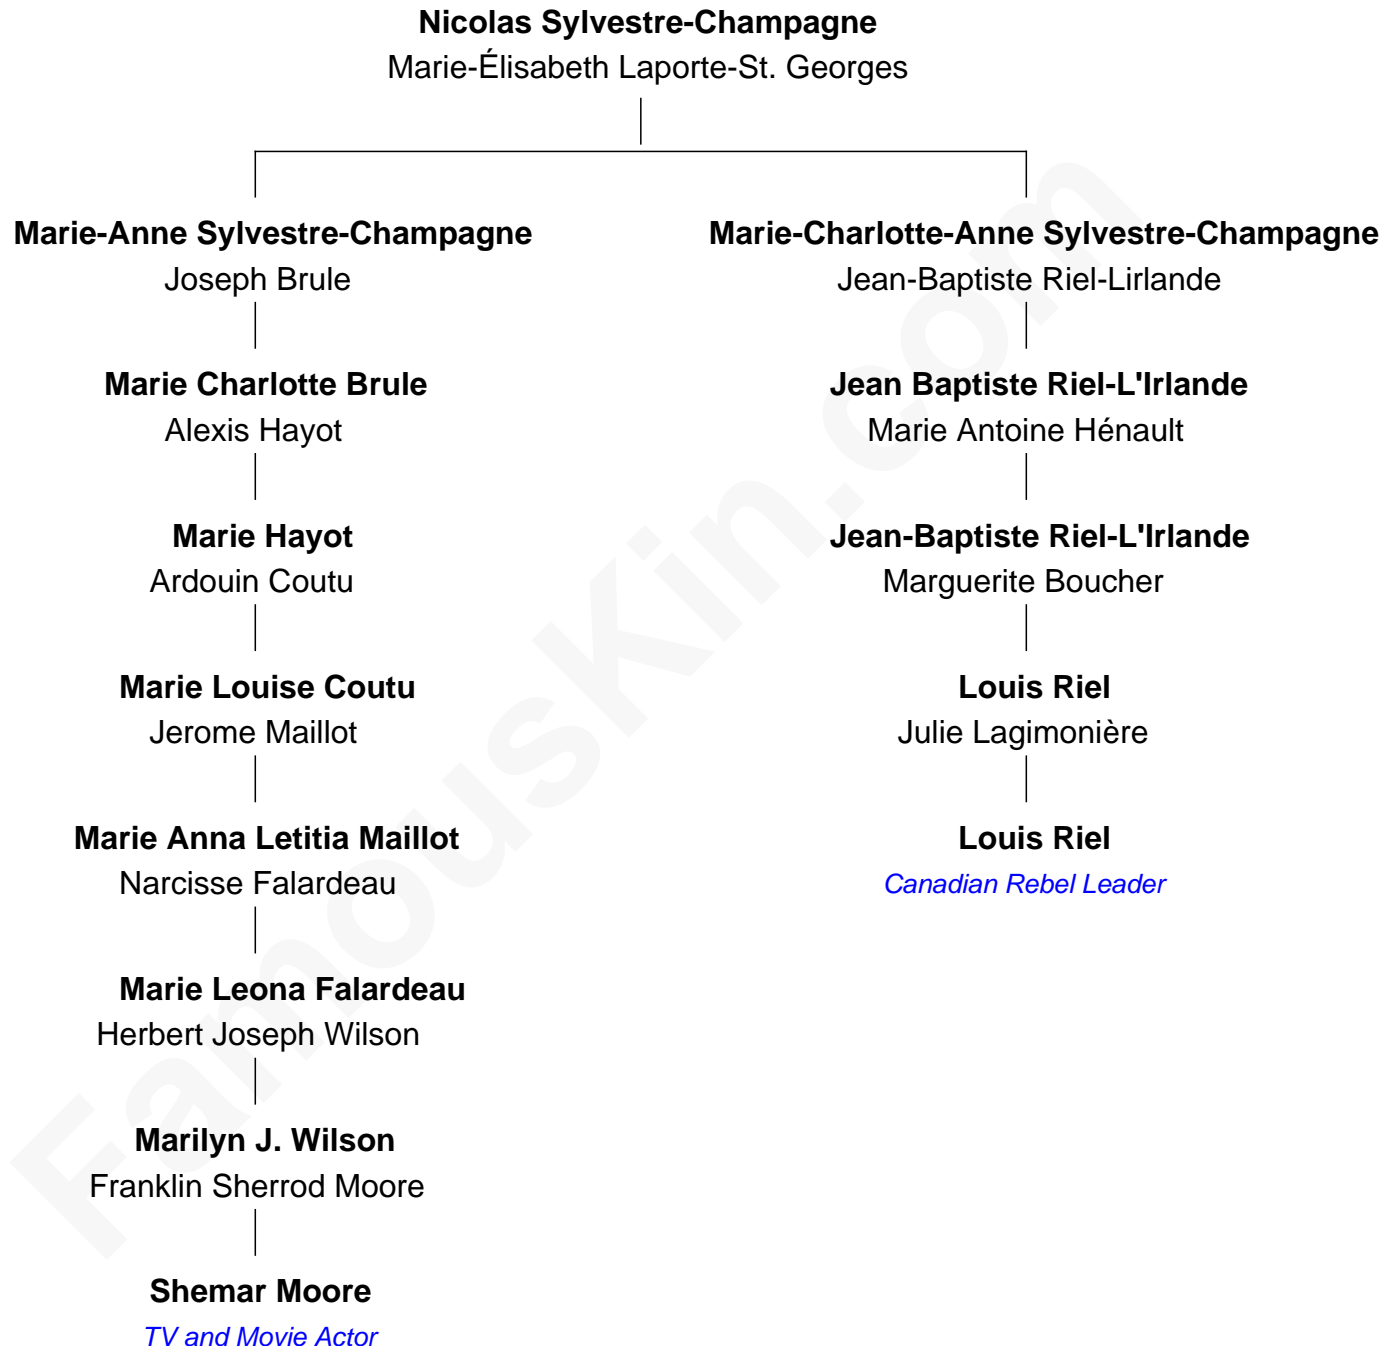 Nicolas Sylvestre-Champagne
Marie-Élisabeth Laporte-St. Georges
Marie-Anne Sylvestre-Champagne
Joseph Brule
Marie Charlotte Brule
Alexis Hayot
Marie Hayot
Ardouin Coutu
Marie Louise Coutu
Jerome Maillot
Marie Anna Letitia Maillot
Narcisse Falardeau
Marie Leona Falardeau
Herbert Joseph Wilson
Marilyn J. Wilson
Franklin Sherrod Moore
Shemar Moore
TV and Movie Actor
Marie-Charlotte-Anne Sylvestre-Champagne
Jean-Baptiste Riel-Lirlande
Jean Baptiste Riel-L'Irlande
Marie Antoine Hénault
Jean-Baptiste Riel-L'Irlande
Marguerite Boucher
Louis Riel
Julie Lagimonière
Louis Riel
Canadian Rebel Leader
FamousKin.com